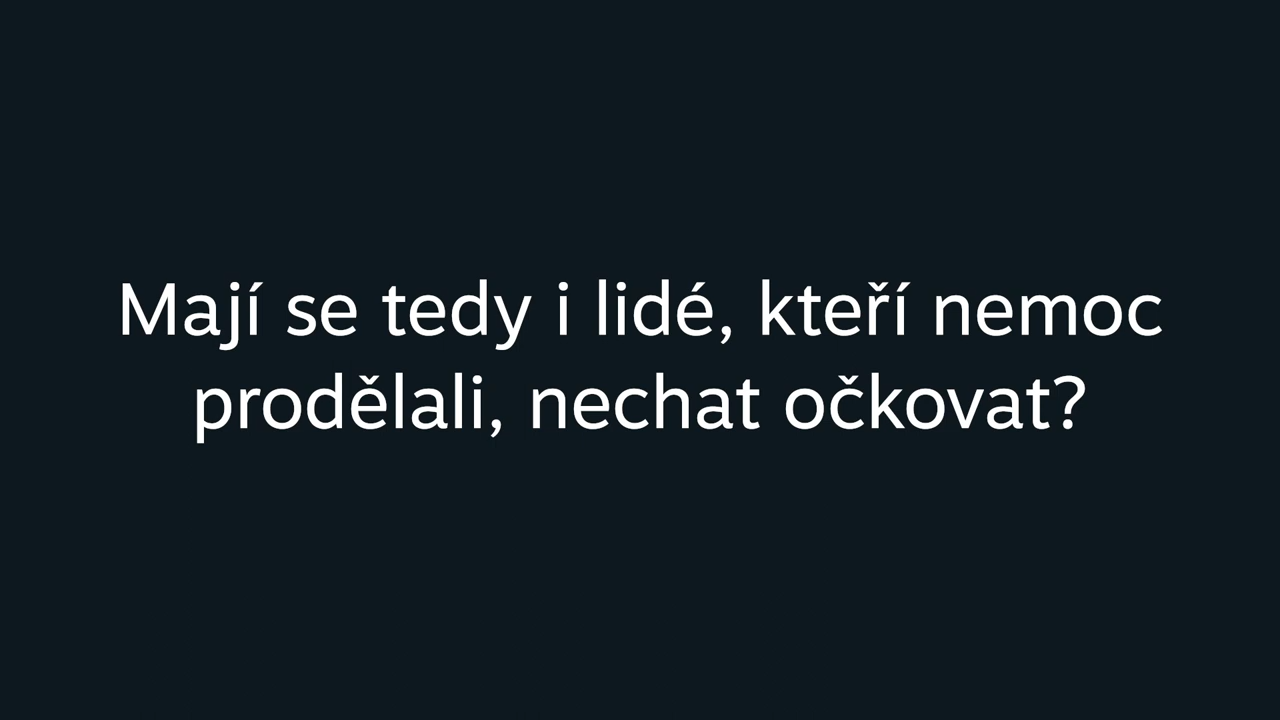 Mají se tedy i lidé, kteří nemoc
prodělali, nechat očkovat?